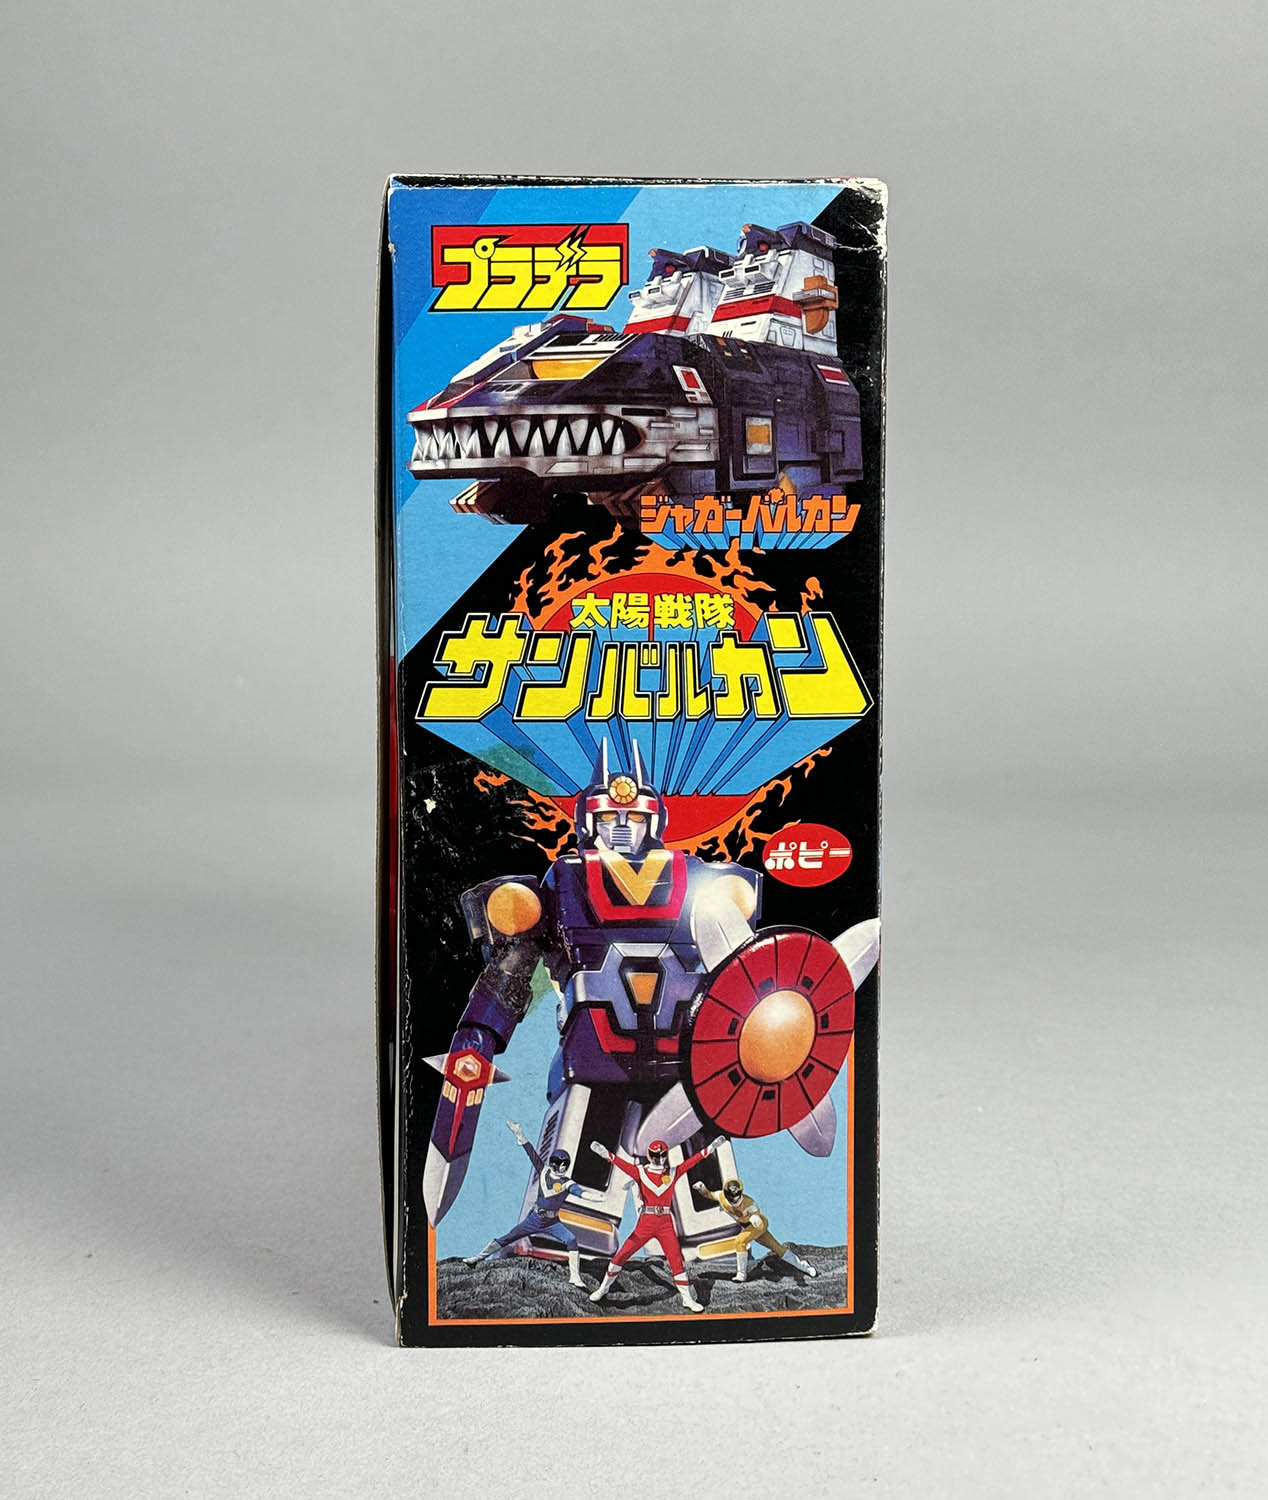 プラデラ
ジャガーバルカン
太陽戦隊
サンバルカン
ポピー